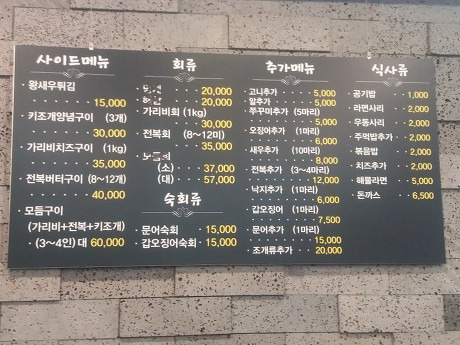 사이드메뉴
· 왕새우튀김
15,000
· 키조개양념구이 (3개)
30,000
· 가리비치즈구이 (1kg)
35,000
· 전복버터구이 (8~12개)
40,000
· 모듬구이
(가리비+전복+키조개)
· (3~4인) 대 60,000
회류
20,000
20,000
가리비회 (1kg)
30,000
전복회 (8~12미)
35,000
(소) 37,000
(대) 57,000
숙회류
· 문어숙회 15,000
· 갑오징어숙회 15,000
추가메뉴
· 고니추가 5,000
· 알추가 5,000
· 쭈꾸미추가 (5마리)
5,000
· 오징어추가 (1마리)
6,000
· 새우추가 (10마리)
8,000
· 전복추가 (3~4마리)
12,000
· 낙지추가 (1마리)
6,000
· 갑오징어 (1마리)
7,500
· 문어추가 (1마리)
15,000
· 조개류추가 20,000
식사류
· 공기밥 1,000
· 라면사리 2,000
· 우동사리 2,000
· 주먹밥추가 2,000
· 볶음밥 2,000
· 치즈추가 2,000
· 해물라면 5,000
· 돈까스 6,500